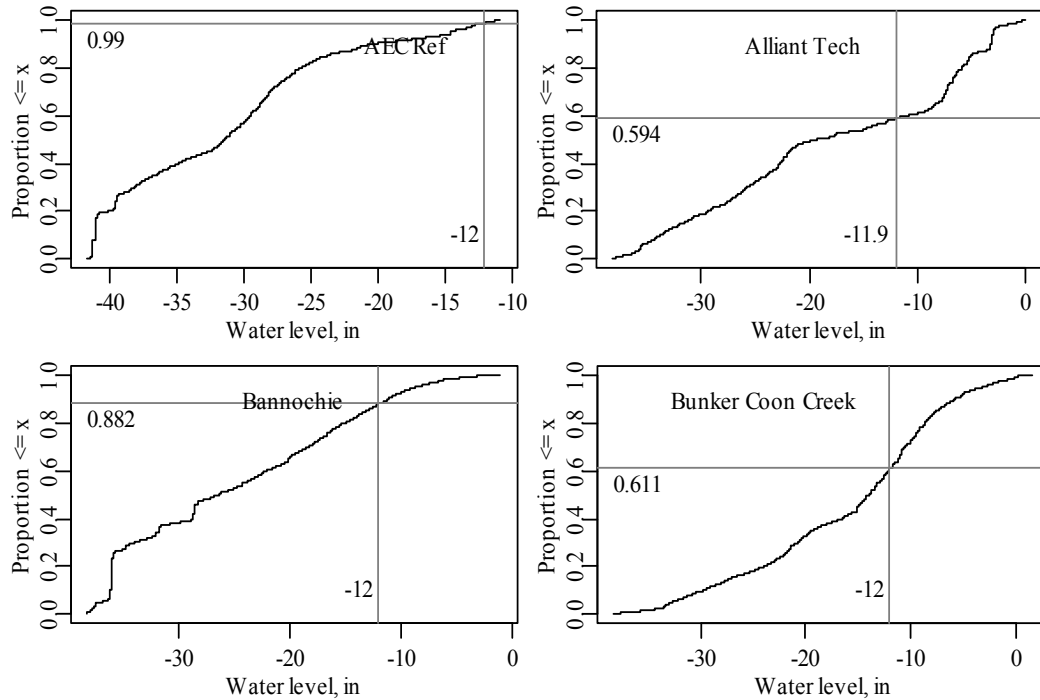 Proportion <= x
0.0 0.2 0.4 0.6 0.8 1.0
0.99
AEC Ref
-12
-40 -35 -30 -25 -20 -15 -10
Water level, in
Proportion <= x
0.0 0.2 0.4 0.6 0.8 1.0
Alliant Tech
0.594
-11.9
-30 -20 -10 0
Water level, in
Proportion <= x
0.0 0.2 0.4 0.6 0.8 1.0
Bannochie
0.882
-12
-30 -20 -10 0
Water level, in
Proportion <= x
0.0 0.2 0.4 0.6 0.8 1.0
Bunker Coon Creek
0.611
-12
-30 -20 -10 0
Water level, in